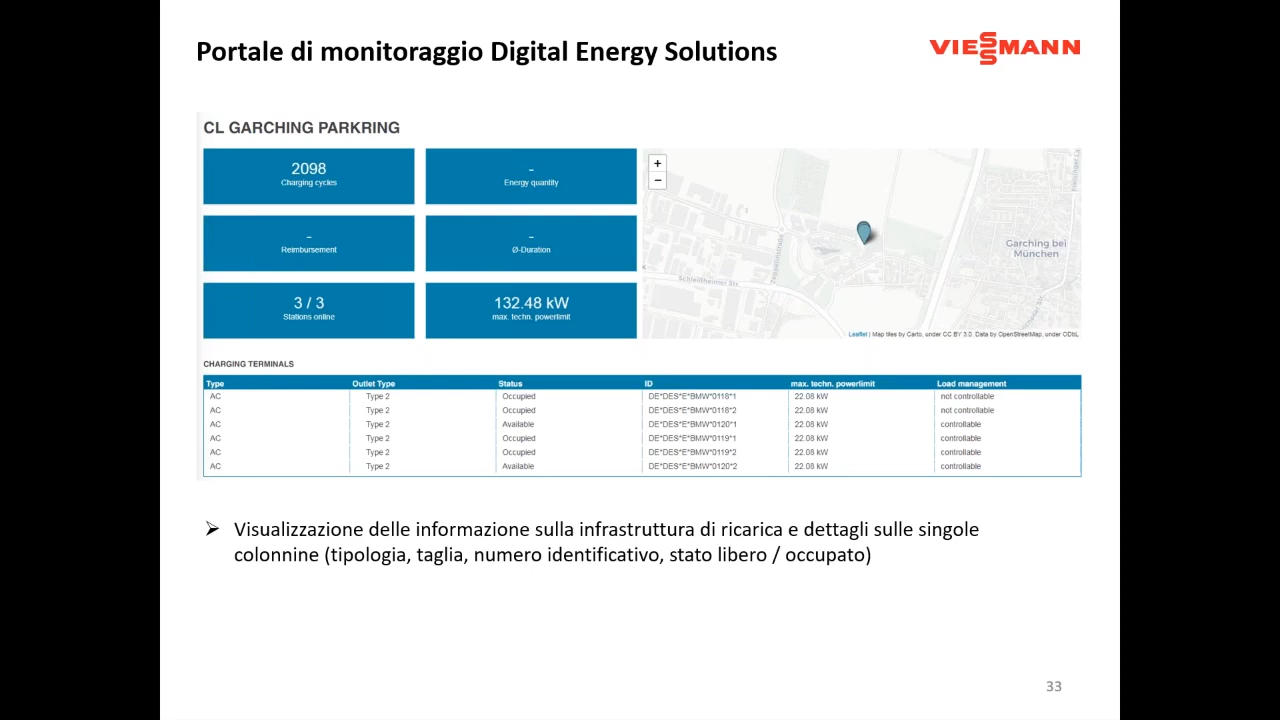 Portale di monitoraggio Digital Energy Solutions
VIESSMANN
CL GARCHING PARKRING
2098
Charging cycles
–
Energy quantity
–
Reimbursement
–
Ø-Duration
3 / 3
Stations online
132.48 kW
max. techn. powerlimit
+
−
Zeppelinstraße
Schleißheimer Str.
Garching bei
München
Leaflet | Map tiles by Carto, under CC BY 3.0. Data by OpenStreetMap, under ODbL
CHARGING TERMINALS
Type Outlet Type Status ID max. techn. powerlimit Load management
AC Type 2 Occupied DE*DES*E*BMW*0118*1 22.08 kW not controllable
AC Type 2 Occupied DE*DES*E*BMW*0118*2 22.08 kW not controllable
AC Type 2 Available DE*DES*E*BMW*0120*1 22.08 kW controllable
AC Type 2 Occupied DE*DES*E*BMW*0119*1 22.08 kW controllable
AC Type 2 Occupied DE*DES*E*BMW*0119*2 22.08 kW controllable
AC Type 2 Available DE*DES*E*BMW*0120*2 22.08 kW controllable
➢ Visualizzazione delle informazione sulla infrastruttura di ricarica e dettagli sulle singole
colonnine (tipologia, taglia, numero identificativo, stato libero / occupato)
33